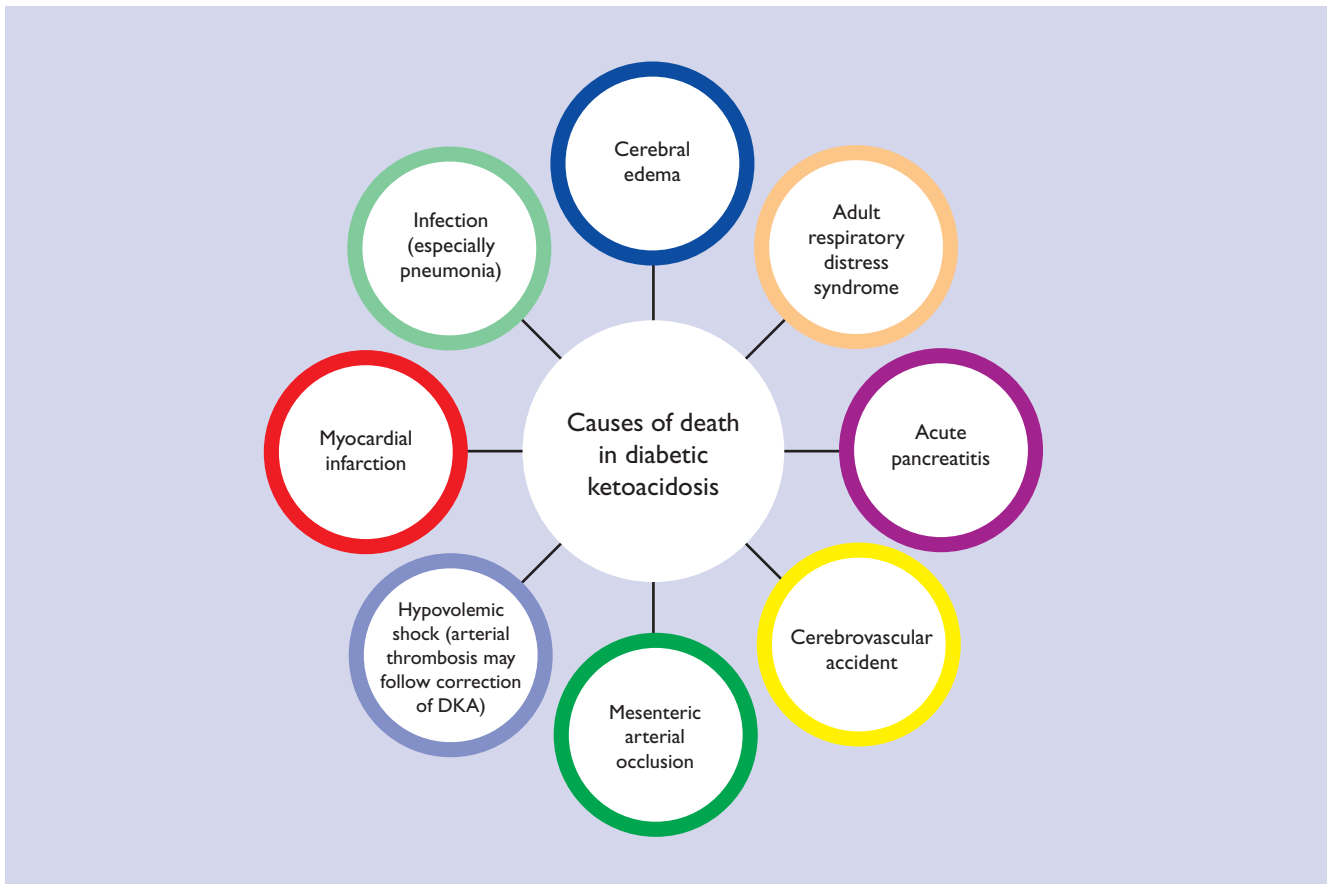 Cerebral
edema
Adult
respiratory
distress
syndrome
Acute
pancreatitis
Cerebrovascular
accident
Mesenteric
arterial
occlusion
Hypovolemic
shock (arterial
thrombosis may
follow correction
of DKA)
Myocardial
infarction
Infection
(especially
pneumonia)
Causes of death
in diabetic
ketoacidosis